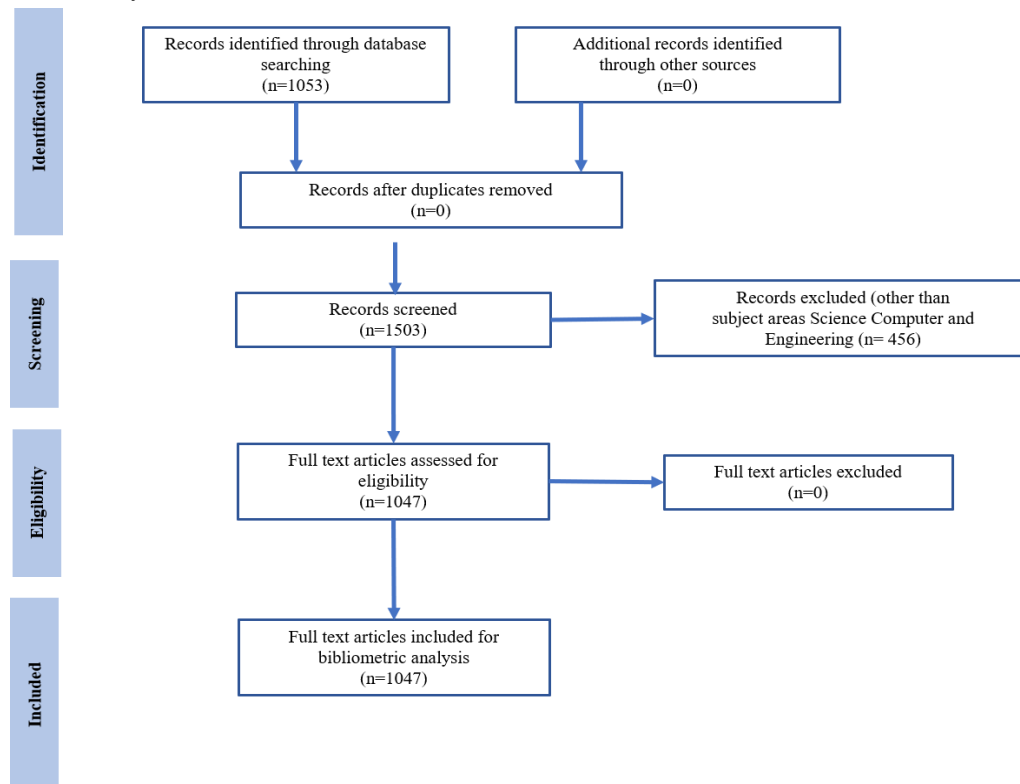 Identification
Records identified through database
searching
(n=1053)
Additional records identified
through other sources
(n=0)
Records after duplicates removed
(n=0)
Screening
Records screened
(n=1503)
Records excluded (other than
subject areas Science Computer and
Engineering (n= 456)
Eligibility
Full text articles assessed for
eligibility
(n=1047)
Full text articles excluded
(n=0)
Included
Full text articles included for
bibliometric analysis
(n=1047)